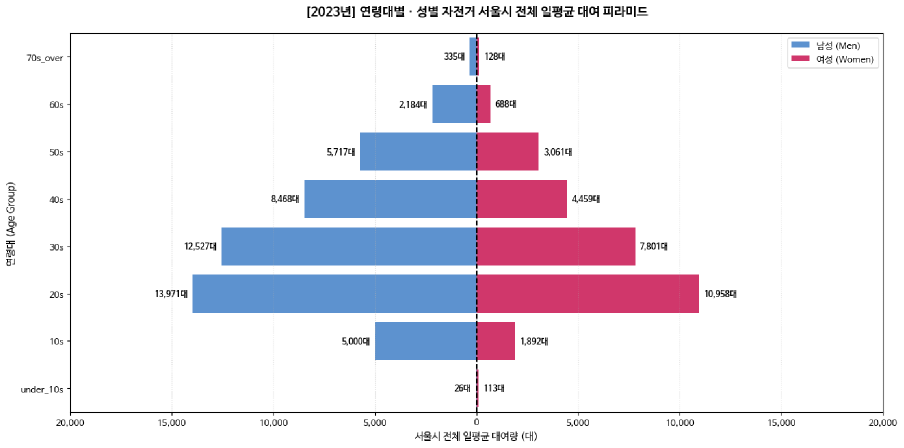 [2023년] 연령대별 · 성별 자전거 서울시 전체 일평균 대여 피라미드
남성 (Men)
여성 (Women)
연령대 (Age Group)
70s_over 335대 128대
60s 2,184대 688대
50s 5,717대 3,061대
40s 8,468대 4,459대
30s 12,527대 7,801대
20s 13,971대 10,958대
10s 5,000대 1,892대
under_10s 26대 113대
20,000 15,000 10,000 5,000 0 5,000 10,000 15,000 20,000
서울시 전체 일평균 대여량 (대)